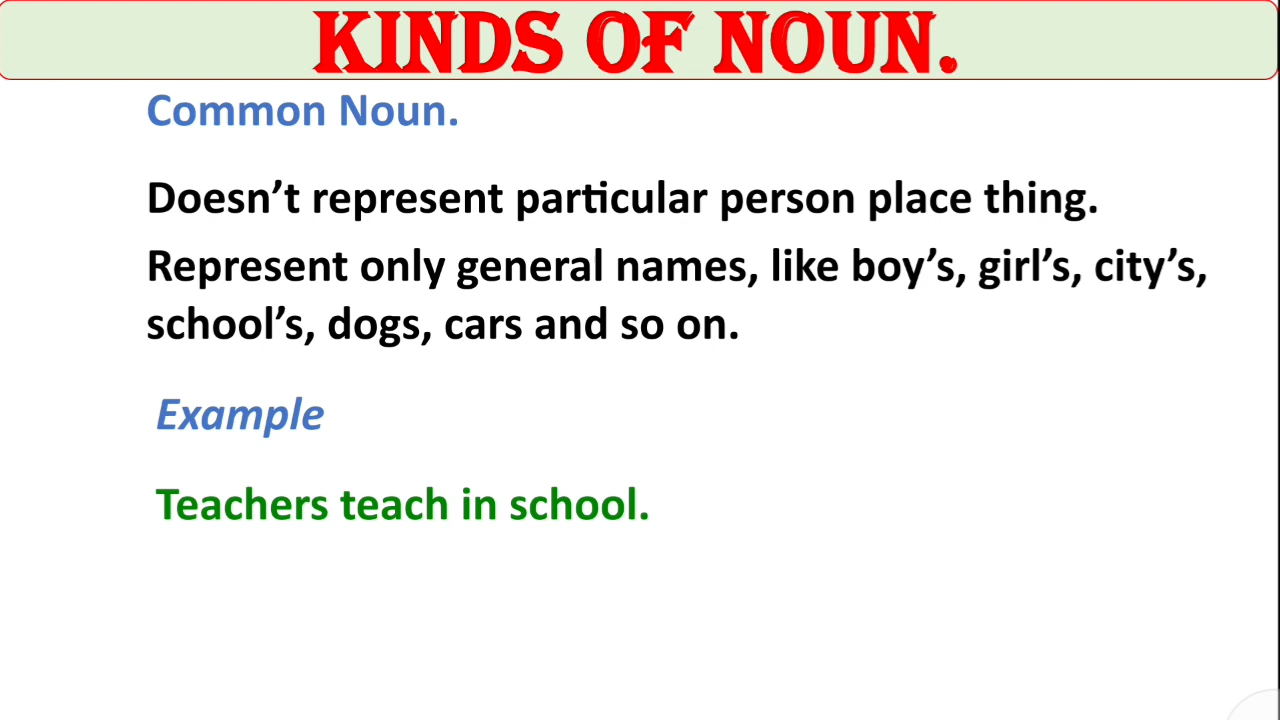 KINDS OF NOUN.
Common Noun.
Doesn’t represent particular person place thing.
Represent only general names, like boy’s, girl’s, city’s,
school’s, dogs, cars and so on.
Example
Teachers teach in school.